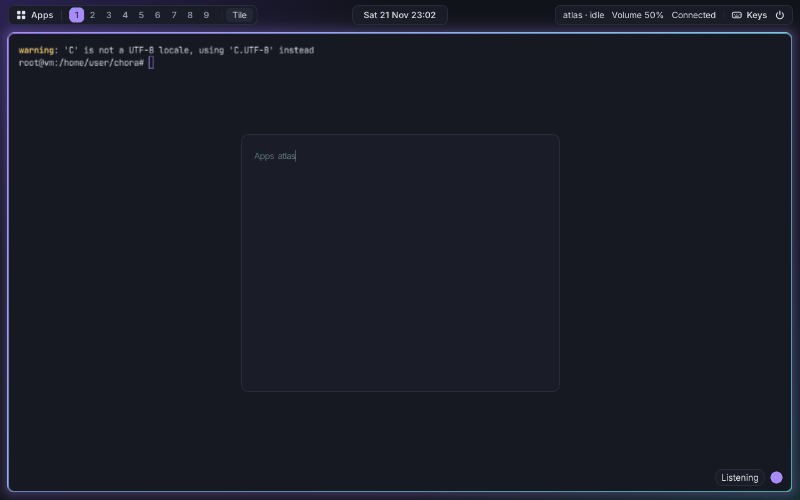 Apps 1 2 3 4 5 6 7 8 9 Tile Sat 21 Nov 23:02 atlas · idle Volume 50% Connected Keys
warning: 'C' is not a UTF-8 locale, using 'C.UTF-8' instead
root@vm:/home/user/chora#
Apps atlas
Listening